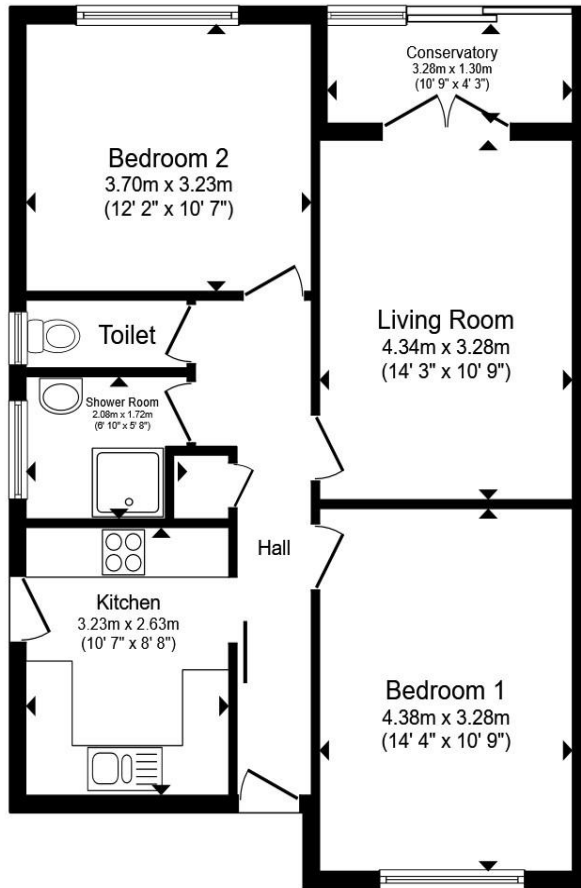 Conservatory
3.28m x 1.30m
(10' 9" x 4' 3")
Bedroom 2
3.70m x 3.23m
(12' 2" x 10' 7")
Living Room
4.34m x 3.28m
(14' 3" x 10' 9")
Toilet
Shower Room
2.08m x 1.72m
(6' 10" x 5' 8")
Hall
Kitchen
3.23m x 2.63m
(10' 7" x 8' 8")
Bedroom 1
4.38m x 3.28m
(14' 4" x 10' 9")